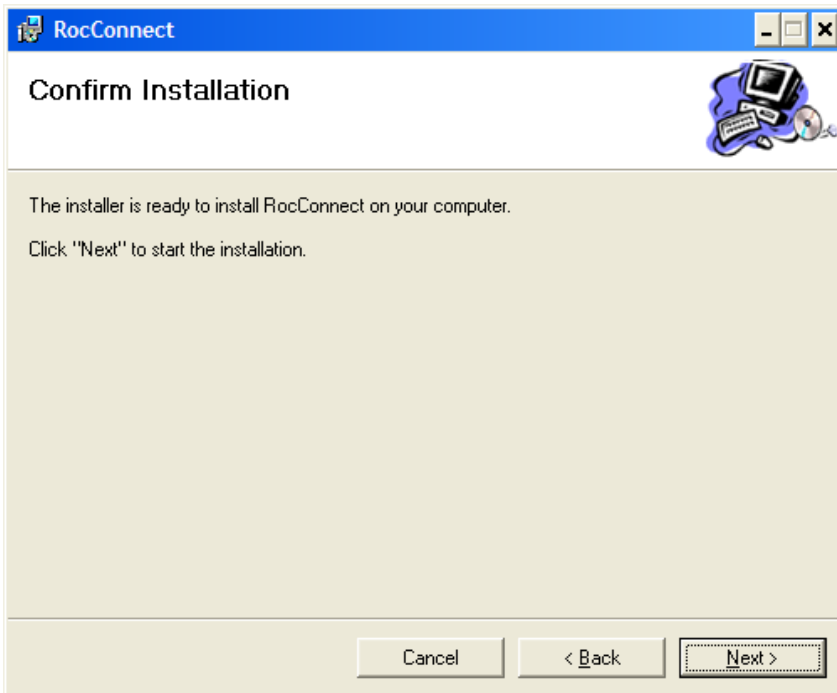 RocConnect
Confirm Installation
The installer is ready to install RocConnect on your computer.
Click "Next" to start the installation.
Cancel
< Back
Next >